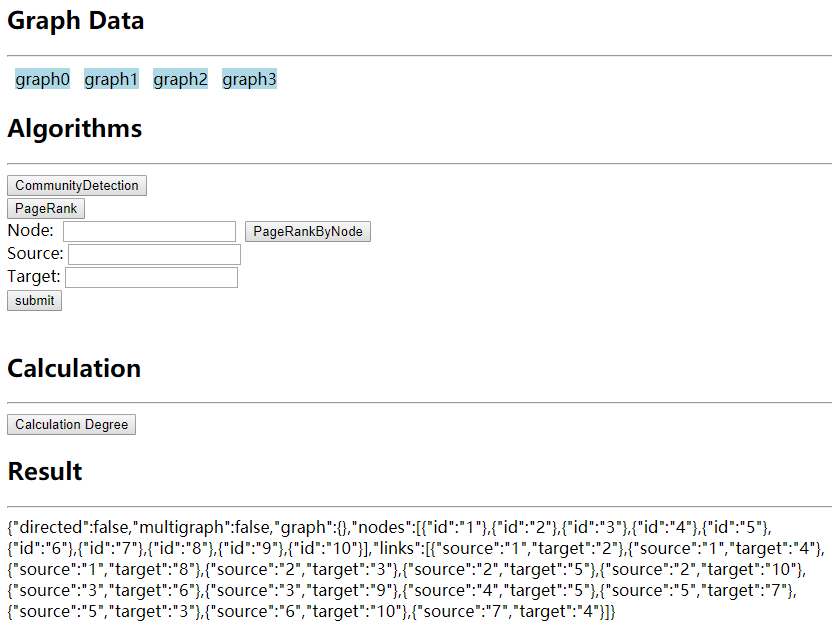 Graph Data
graph0 graph1 graph2 graph3
Algorithms
CommunityDetection
PageRank
Node: PageRankByNode
Source:
Target:
submit
Calculation
Calculation Degree
Result
{"directed":false,"multigraph":false,"graph":{},"nodes":[{"id":"1"},{"id":"2"},{"id":"3"},{"id":"4"},{"id":"5"},
{"id":"6"},{"id":"7"},{"id":"8"},{"id":"9"},{"id":"10"}],"links":[{"source":"1","target":"2"},{"source":"1","target":"4"},
{"source":"1","target":"8"},{"source":"2","target":"3"},{"source":"2","target":"5"},{"source":"2","target":"10"},
{"source":"3","target":"6"},{"source":"3","target":"9"},{"source":"4","target":"5"},{"source":"5","target":"7"},
{"source":"5","target":"3"},{"source":"6","target":"10"},{"source":"7","target":"4"}]}